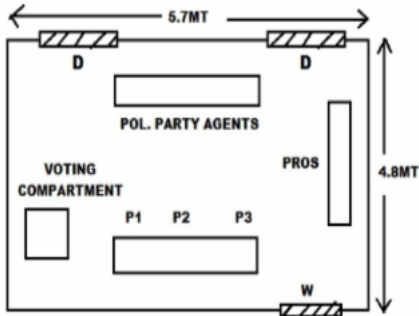 5.7MT
D D
POL. PARTY AGENTS
PROS
4.8MT
VOTING
COMPARTMENT
P1 P2 P3
W